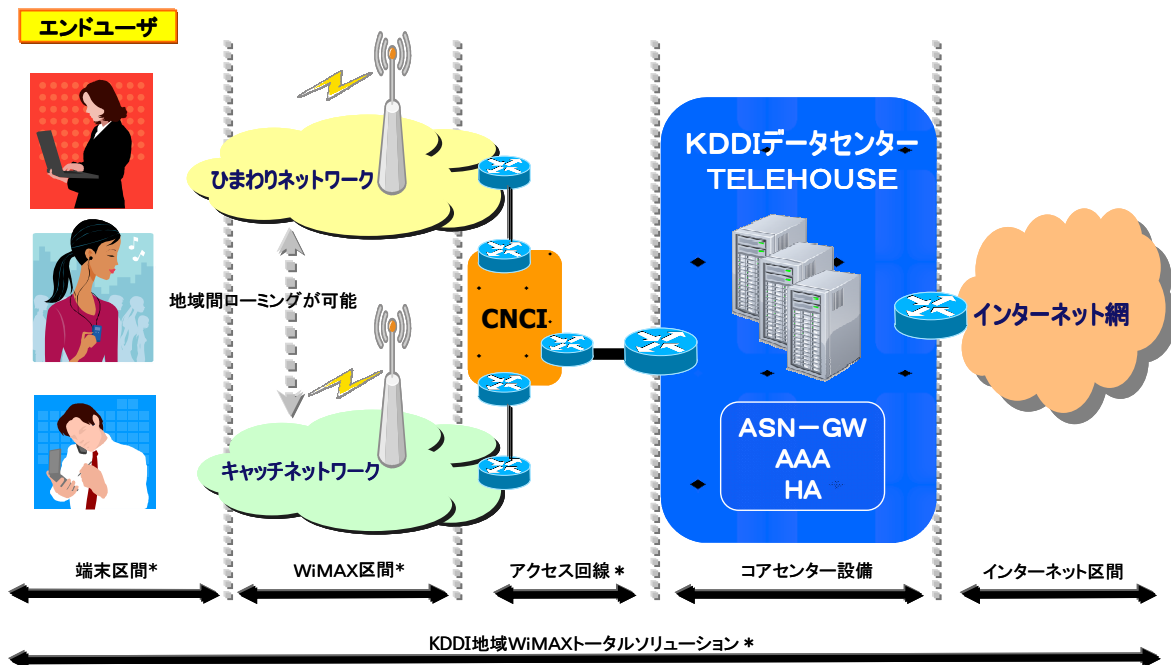 エンドユーザ
KDDIデータセンター
TELEHOUSE
ひまわりネットワーク
地域間ローミングが可能
CNCI
インターネット網
ASN－GW
AAA
HA
キャッチネットワーク
端末区間*
WiMAX区間*
アクセス回線*
コアセンター設備
インターネット区間
KDDI地域WiMAXトータルソリューション*